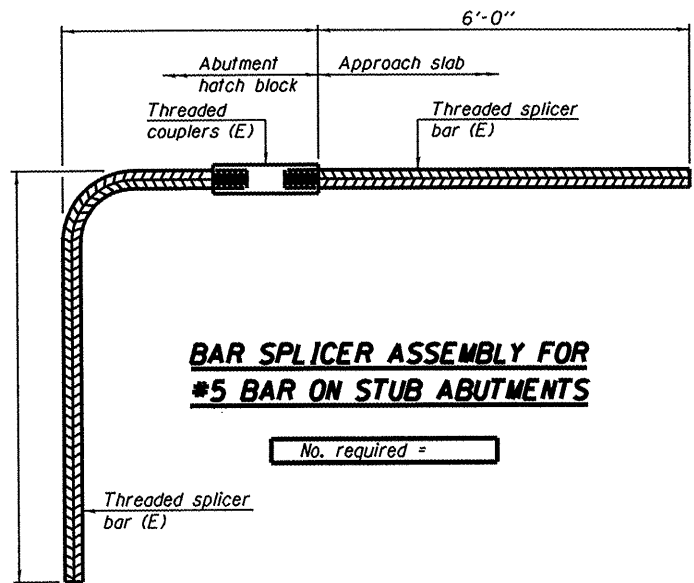 6'-0"
Abutment
hatch block
Approach slab
Threaded
couplers (E)
Threaded splicer
bar (E)
BAR SPLICER ASSEMBLY FOR
#5 BAR ON STUB ABUTMENTS
No. required =
Threaded splicer
bar (E)